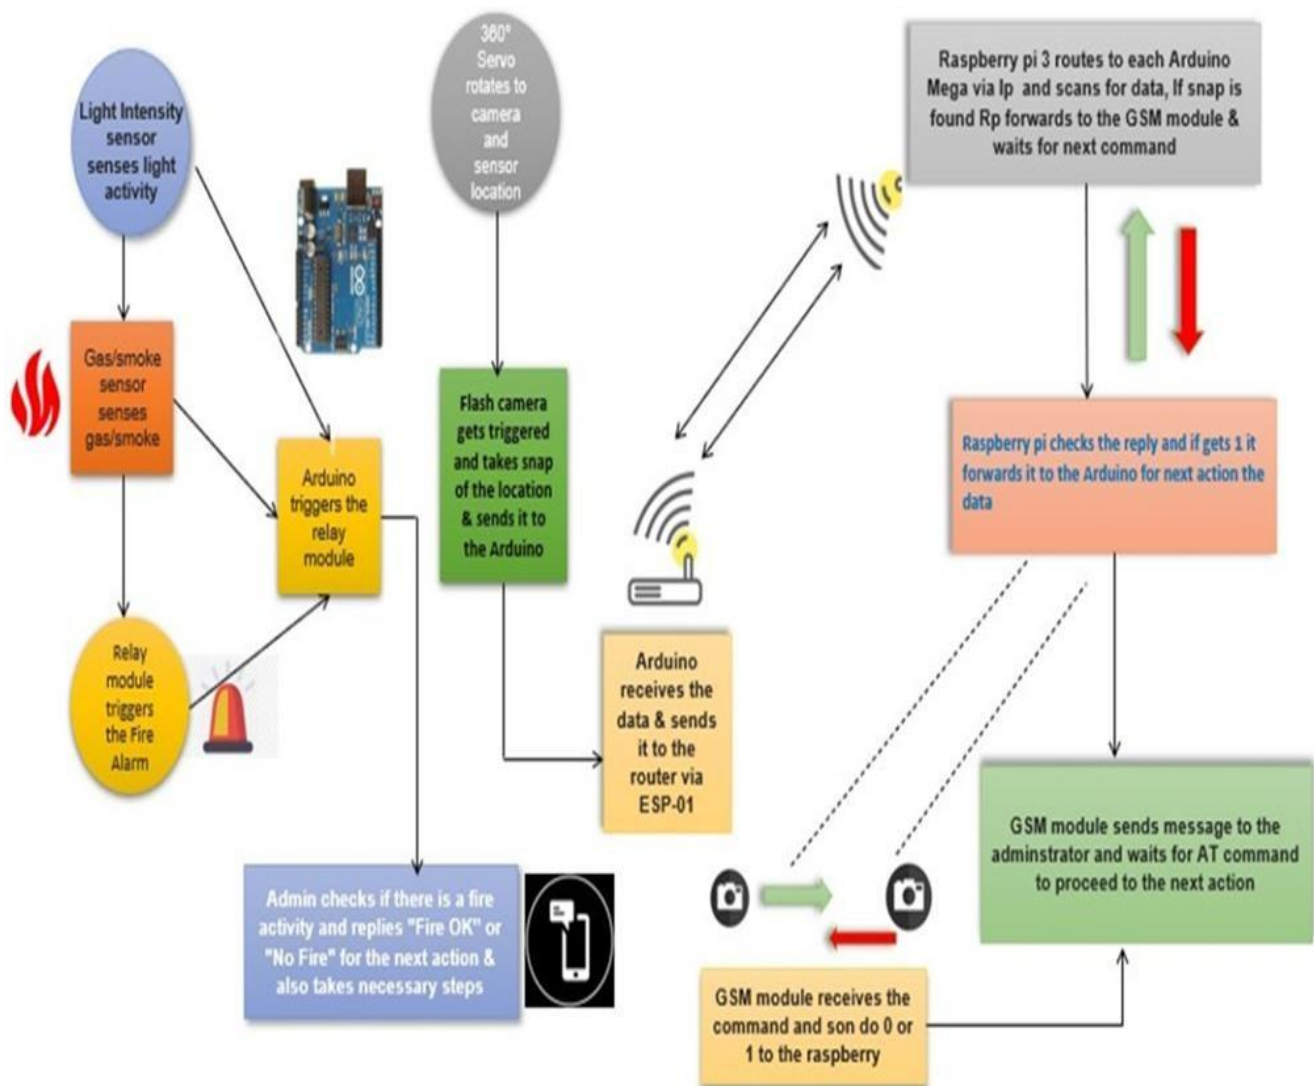 Light Intensity
sensor
senses light
activity
Gas/smoke
sensor
senses
gas/smoke
Relay
module
triggers
the Fire
Alarm
Arduino
triggers the
relay
module
360°
Servo
rotates to
camera
and
sensor
location
Flash camera
gets triggered
and takes snap
of the location
& sends it to
the Arduino
Arduino
receives the
data & sends
it to the
router via
ESP-01
Admin checks if there is a fire
activity and replies "Fire OK" or
"No Fire" for the next action &
also takes necessary steps
Raspberry pi 3 routes to each Arduino
Mega via Ip and scans for data, If snap is
found Rp forwards to the GSM module &
waits for next command
Raspberry pi checks the reply and if gets 1 it
forwards it to the Arduino for next action the
data
GSM module sends message to the
adminstrator and waits for AT command
to proceed to the next action
GSM module receives the
command and son do 0 or
1 to the raspberry